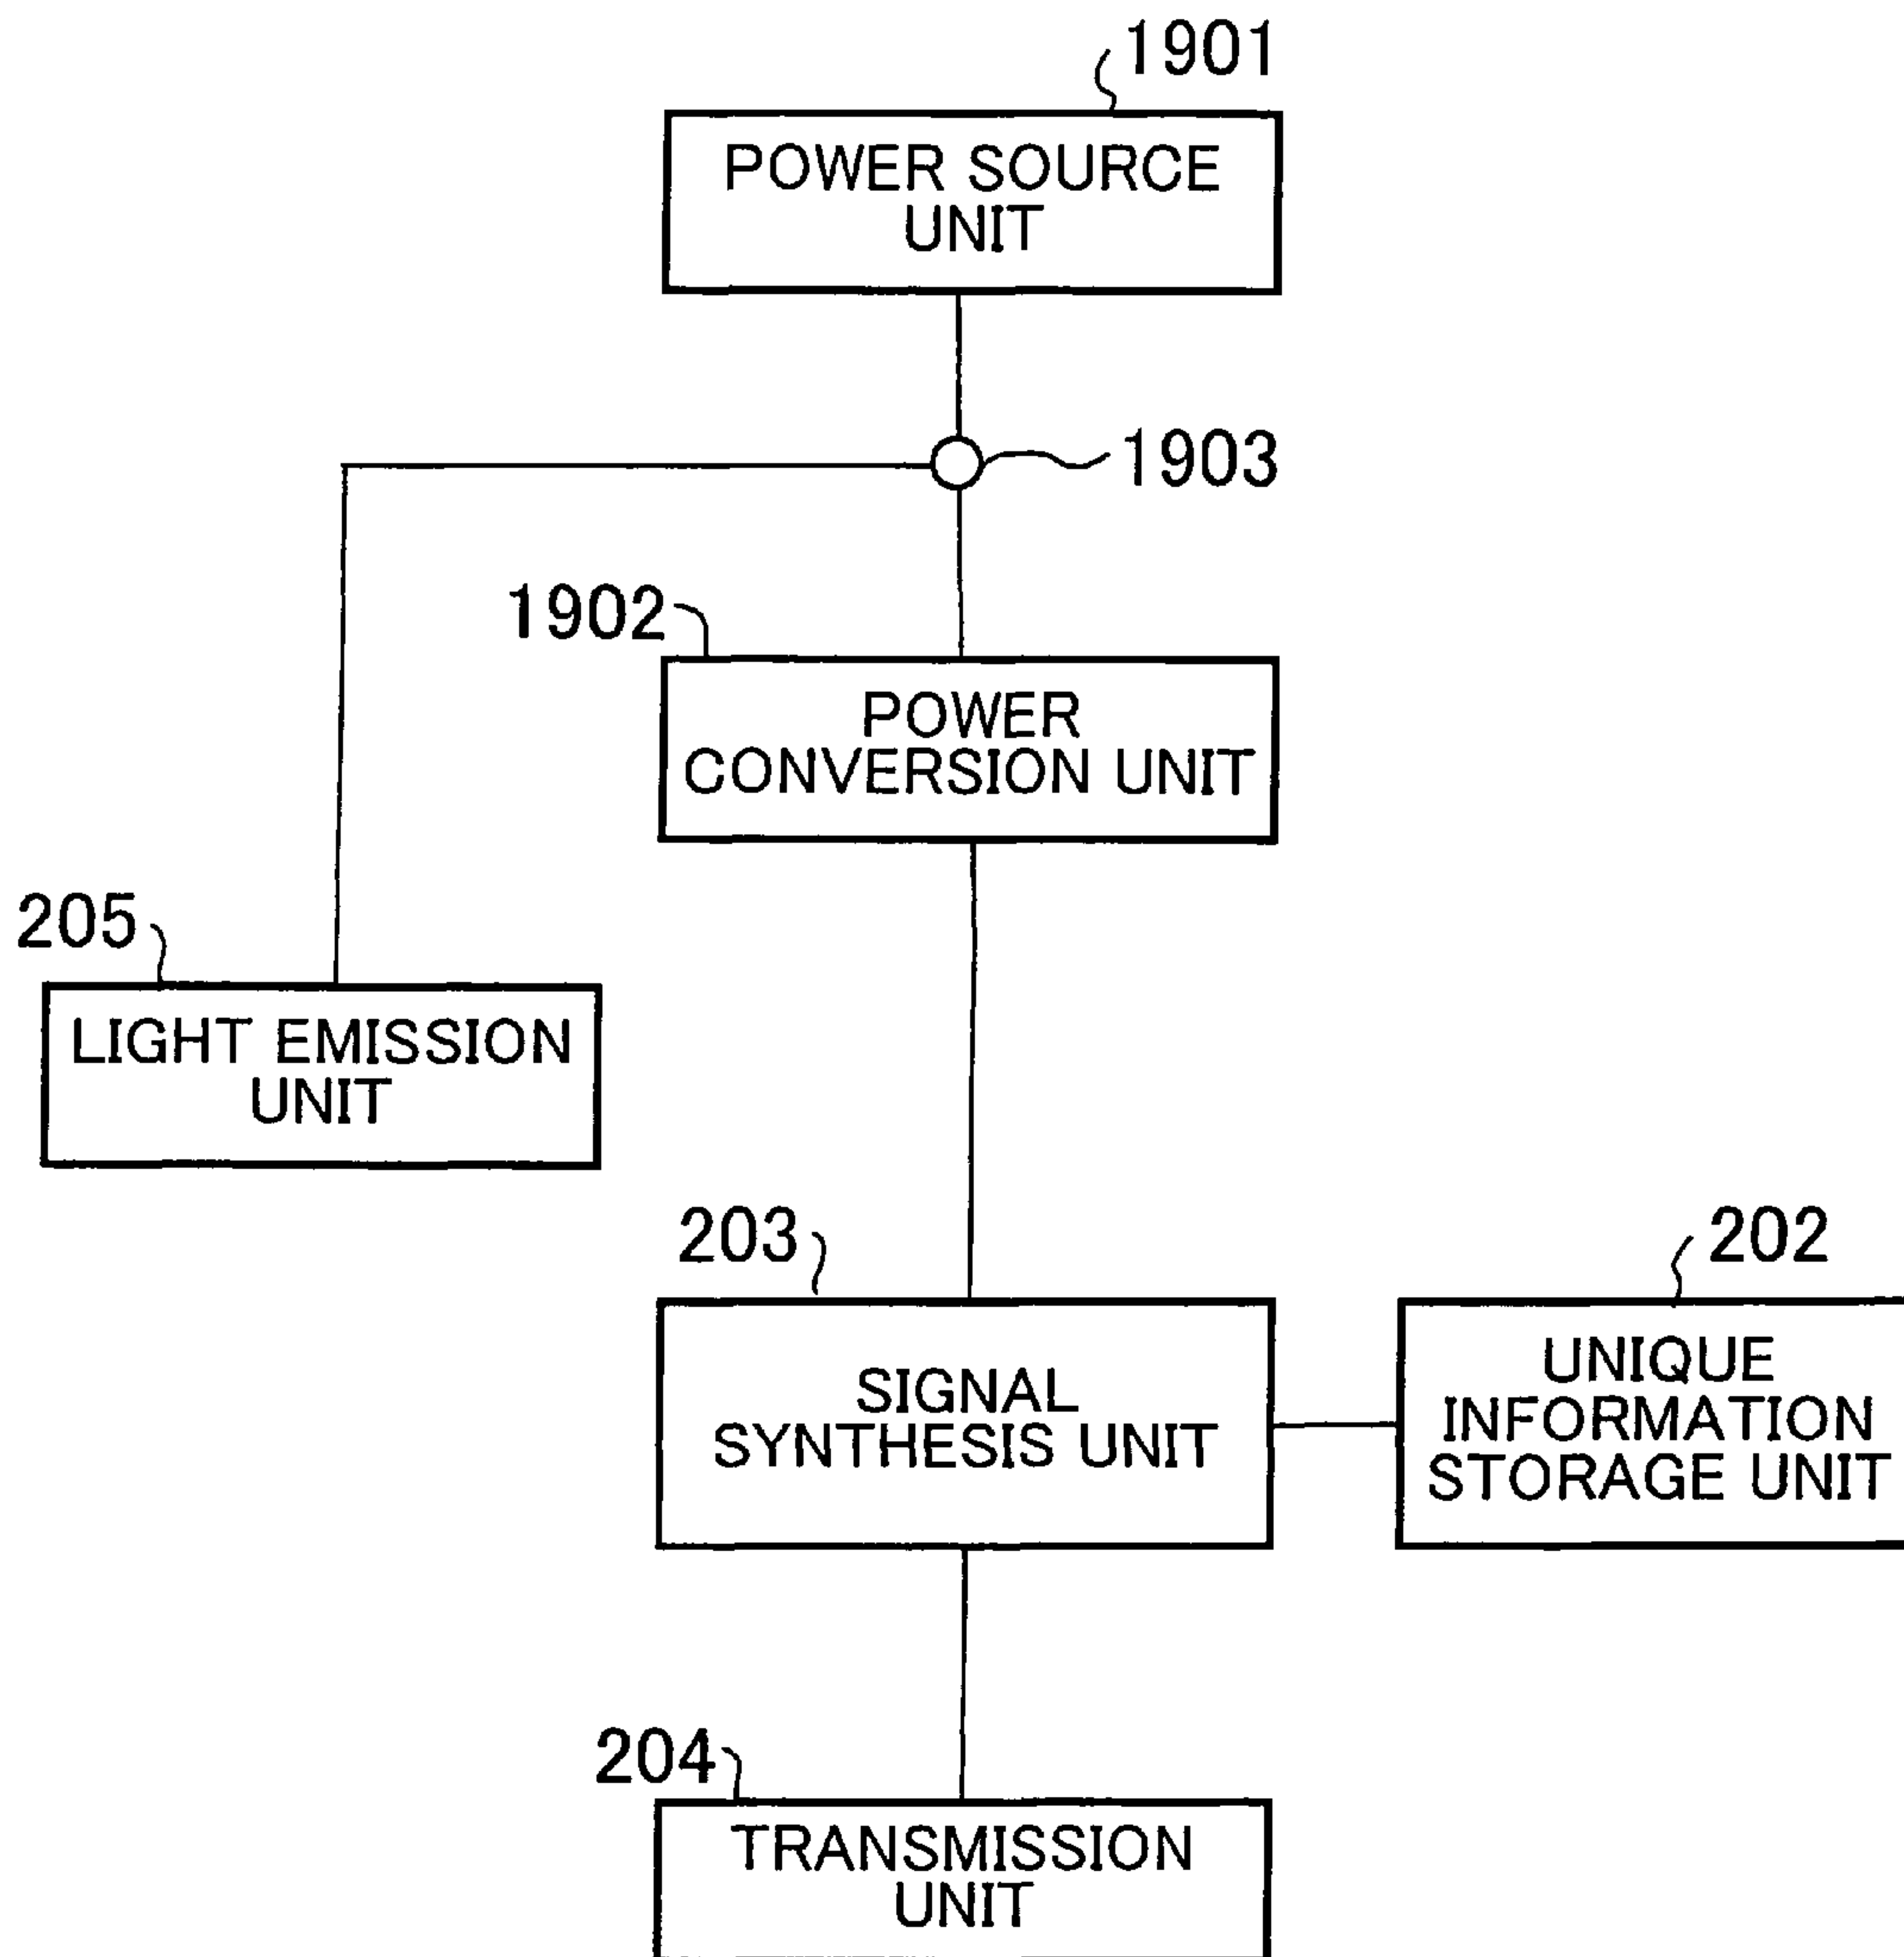 1901
POWER SOURCE
UNIT
1903
1902
POWER
CONVERSION UNIT
205
LIGHT EMISSION
UNIT
203
SIGNAL
SYNTHESIS UNIT
202
UNIQUE
INFORMATION
STORAGE UNIT
204
TRANSMISSION
UNIT